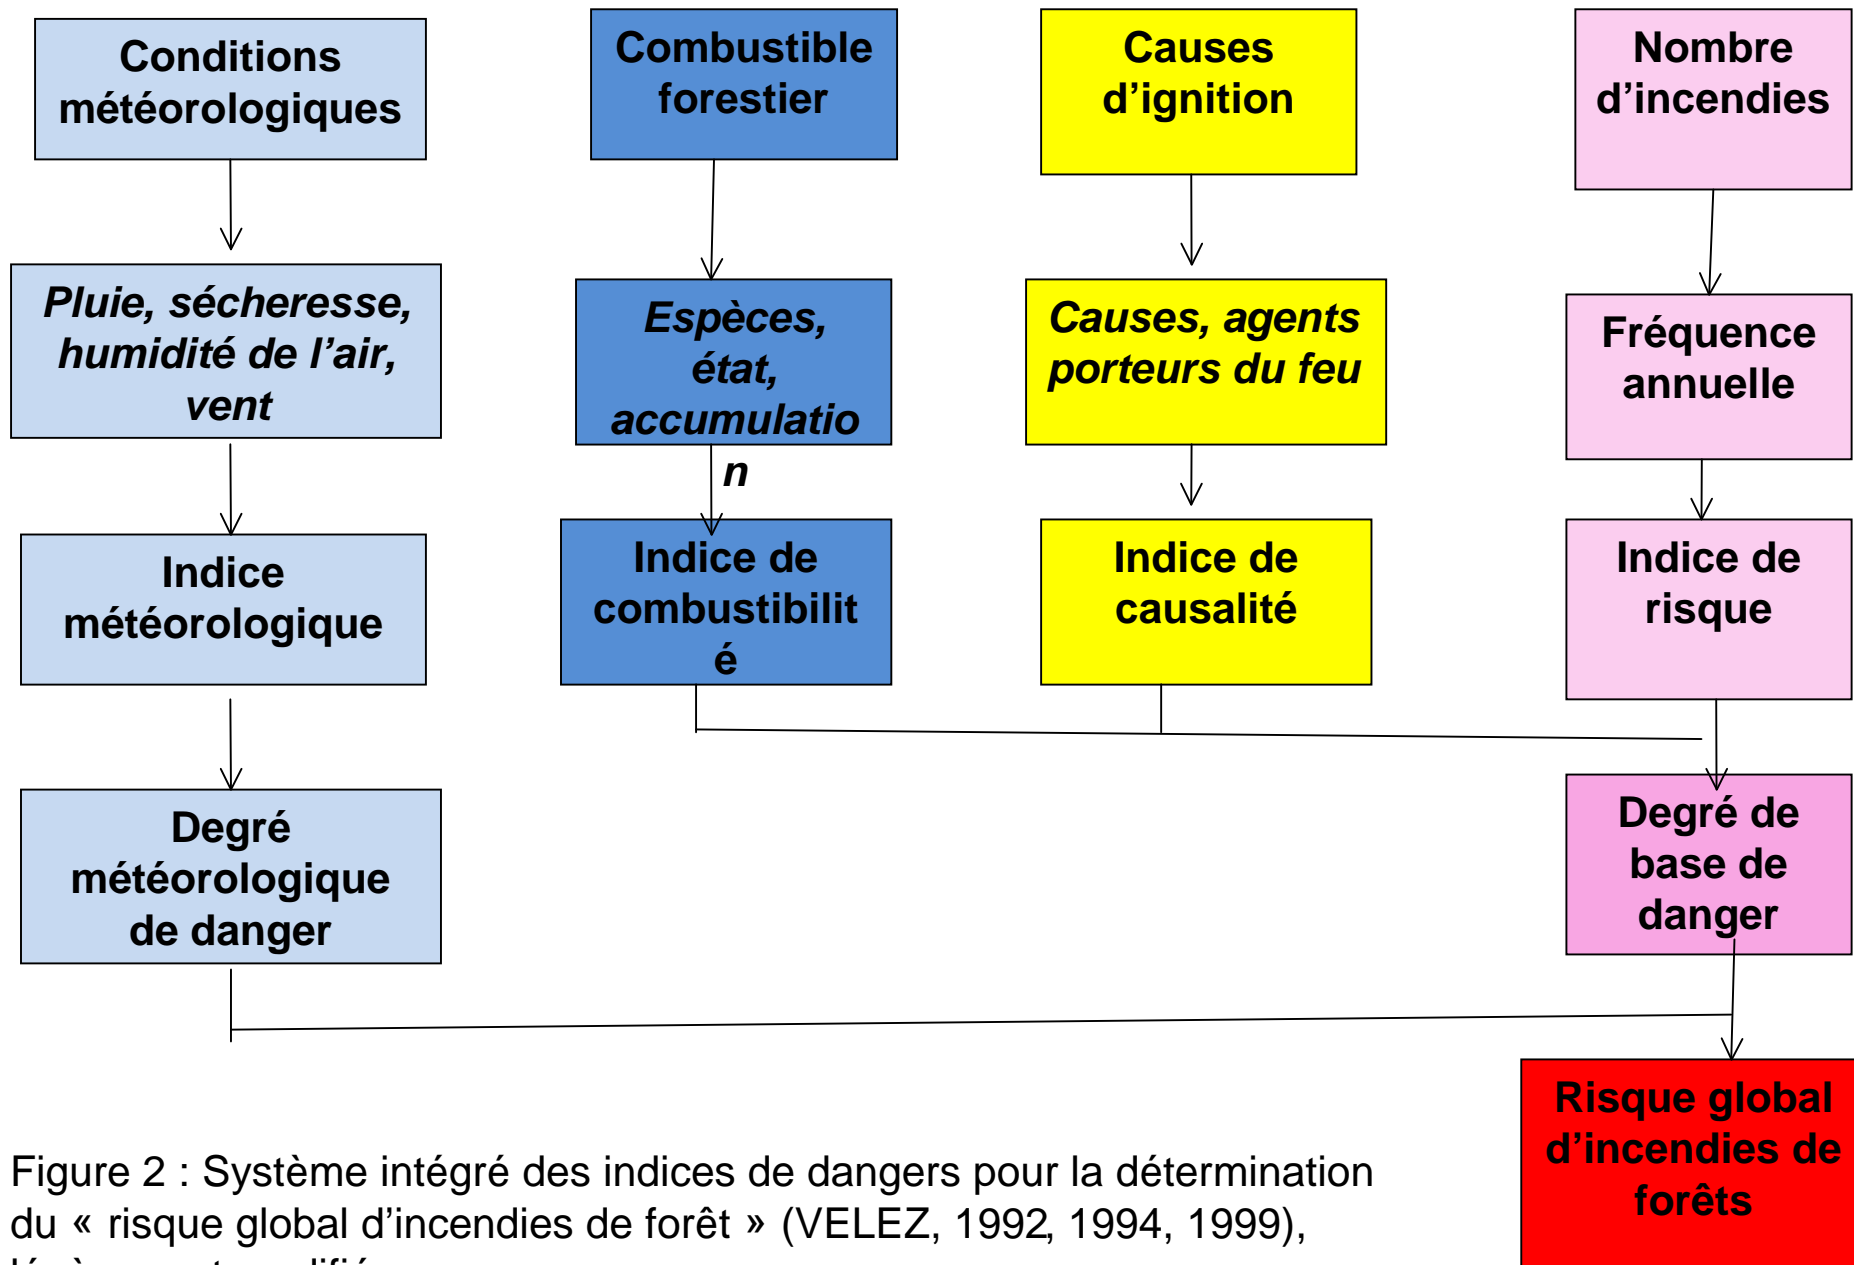 Conditions
météorologiques
Combustible
forestier
Causes
d’ignition
Nombre
d’incendies
Pluie, sécheresse,
humidité de l’air,
vent
Espèces,
état,
accumulatio
n
Causes, agents
porteurs du feu
Fréquence
annuelle
Indice
météorologique
Indice de
combustibilit
é
Indice de
causalité
Indice de
risque
Degré
météorologique
de danger
Degré de
base de
danger
Risque global
d’incendies de
forêts
Figure 2 : Système intégré des indices de dangers pour la détermination
du « risque global d’incendies de forêt » (VELEZ, 1992, 1994, 1999),